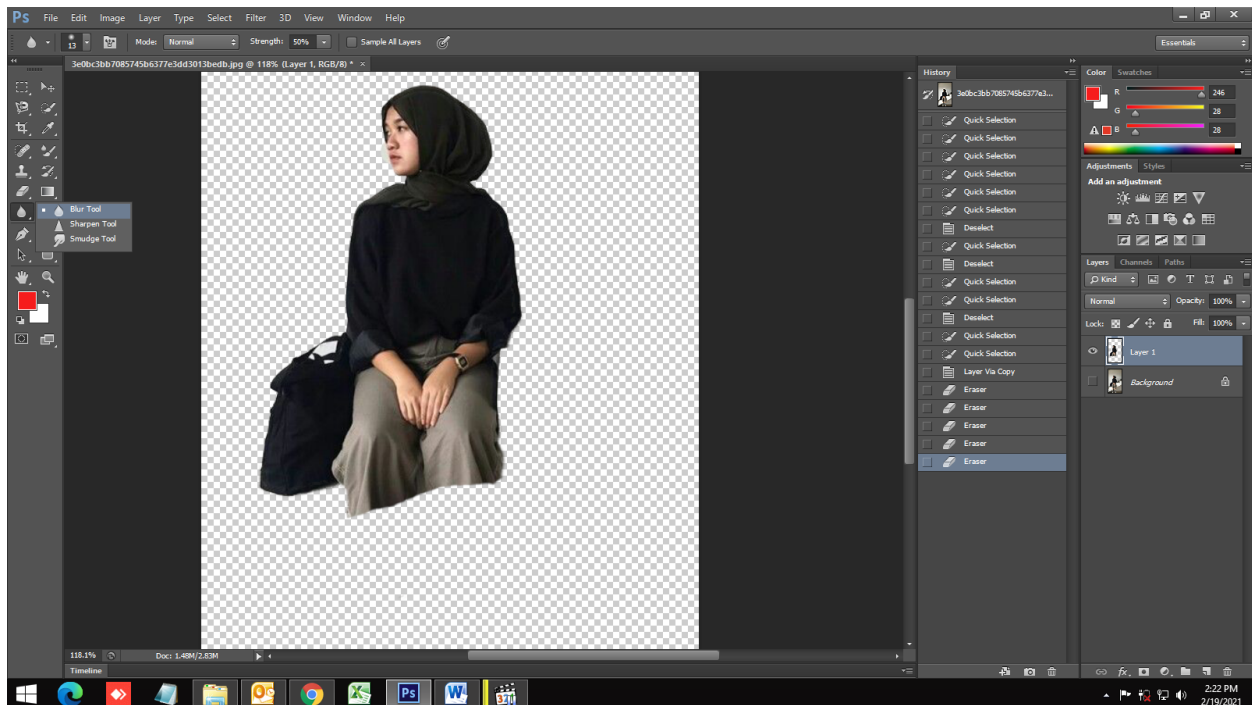 Ps File Edit Image Layer Type Select Filter 3D View Window Help
13 Mode: Normal Strength: 50% Sample All Layers Essentials
3e0bc3bb7085745b6377e3dd3013bedb.jpg @ 118% (Layer 1, RGB/8) * ×
Blur Tool
Sharpen Tool
Smudge Tool
118.1% Doc: 1.48M/2.83M
Timeline
History
3e0bc3bb7085745b6377e3...
Quick Selection
Quick Selection
Quick Selection
Quick Selection
Quick Selection
Quick Selection
Deselect
Quick Selection
Deselect
Quick Selection
Quick Selection
Deselect
Quick Selection
Quick Selection
Layer Via Copy
Eraser
Eraser
Eraser
Eraser
Eraser
Color Swatches
R 246
G 28
B 28
Adjustments Styles
Add an adjustment
Layers Channels Paths
Kind
Normal Opacity: 100%
Lock: Fill: 100%
Layer 1
Background
Ps
2:22 PM
2/19/2021